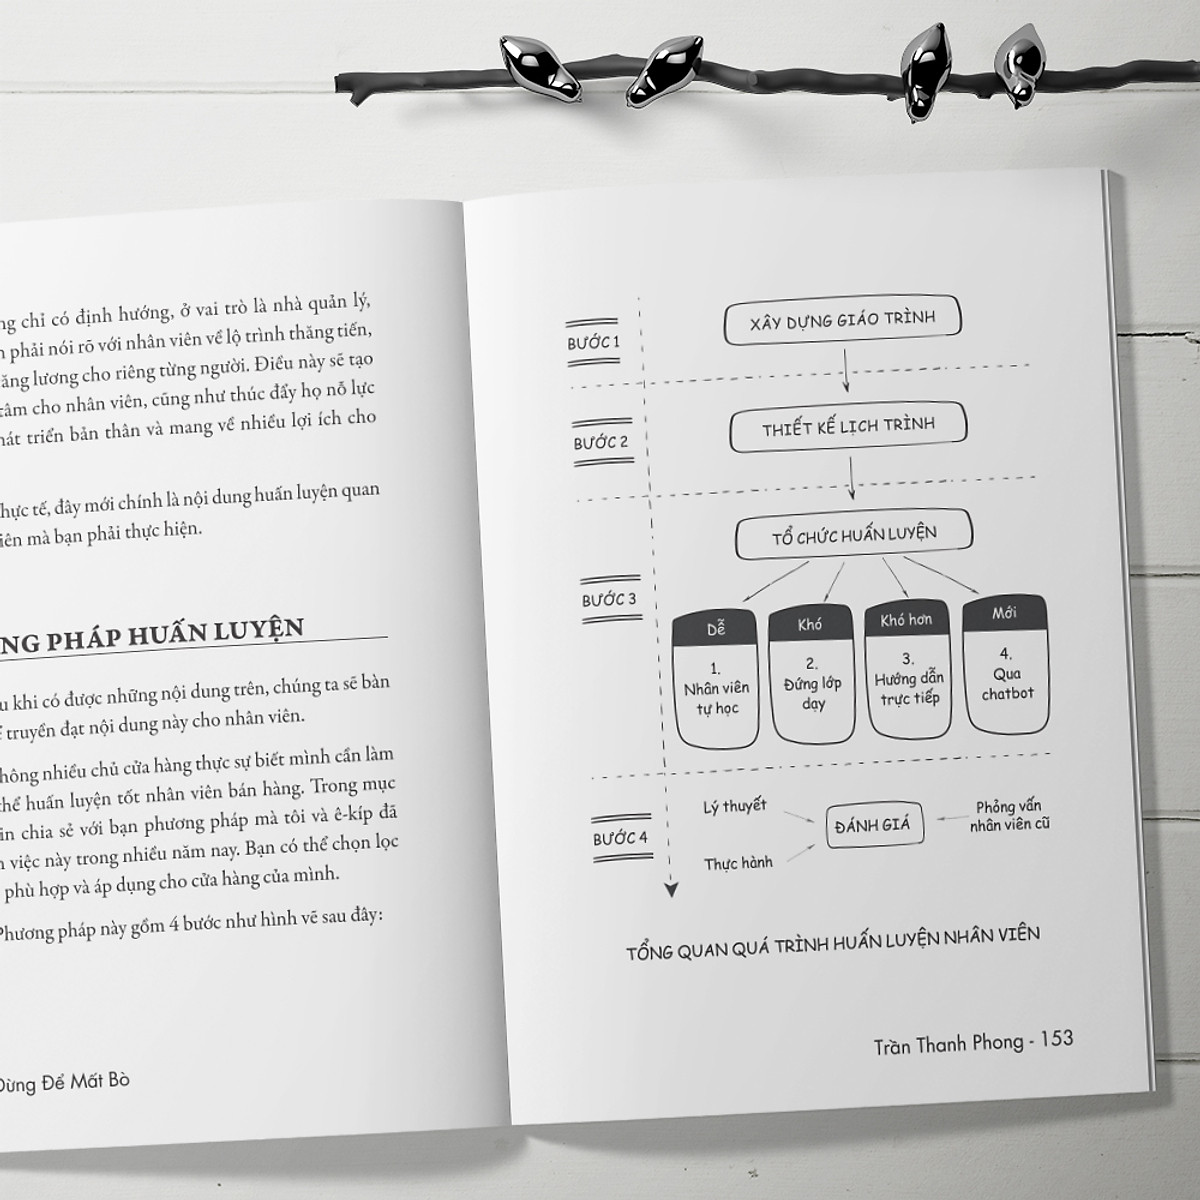 chỉ có định hướng, ở vai trò là nhà quản lý,
phải nói rõ với nhân viên về lộ trình thăng tiến,
lương cho riêng từng người. Điều này sẽ tạo
tâm cho nhân viên, cũng như thúc đẩy họ nỗ lực
triển bản thân và mang về nhiều lợi ích cho
tế, đây mới chính là nội dung huấn luyện quan
mà bạn phải thực hiện.
PHÁP HUẤN LUYỆN
khi có được những nội dung trên, chúng ta sẽ bàn
truyền đạt nội dung này cho nhân viên.
nhiều chủ cửa hàng thực sự biết mình cần làm
huấn luyện tốt nhân viên bán hàng. Trong mục
chia sẻ với bạn phương pháp mà tôi và ê-kíp đã
việc này trong nhiều năm nay. Bạn có thể chọn lọc
phù hợp và áp dụng cho cửa hàng của mình.
Phương pháp này gồm 4 bước như hình vẽ sau đây:
Đừng Để Mất Bò
BƯỚC 1
XÂY DỰNG GIÁO TRÌNH
BƯỚC 2
THIẾT KẾ LỊCH TRÌNH
BƯỚC 3
TỔ CHỨC HUẤN LUYỆN
Dễ
1.
Nhân viên
tự học
Khó
2.
Đứng lớp
dạy
Khó hơn
3.
Hướng dẫn
trực tiếp
Mới
4.
Qua
chatbot
BƯỚC 4
Lý thuyết
Thực hành
ĐÁNH GIÁ
Phỏng vấn
nhân viên cũ
TỔNG QUAN QUÁ TRÌNH HUẤN LUYỆN NHÂN VIÊN
Trần Thanh Phong - 153